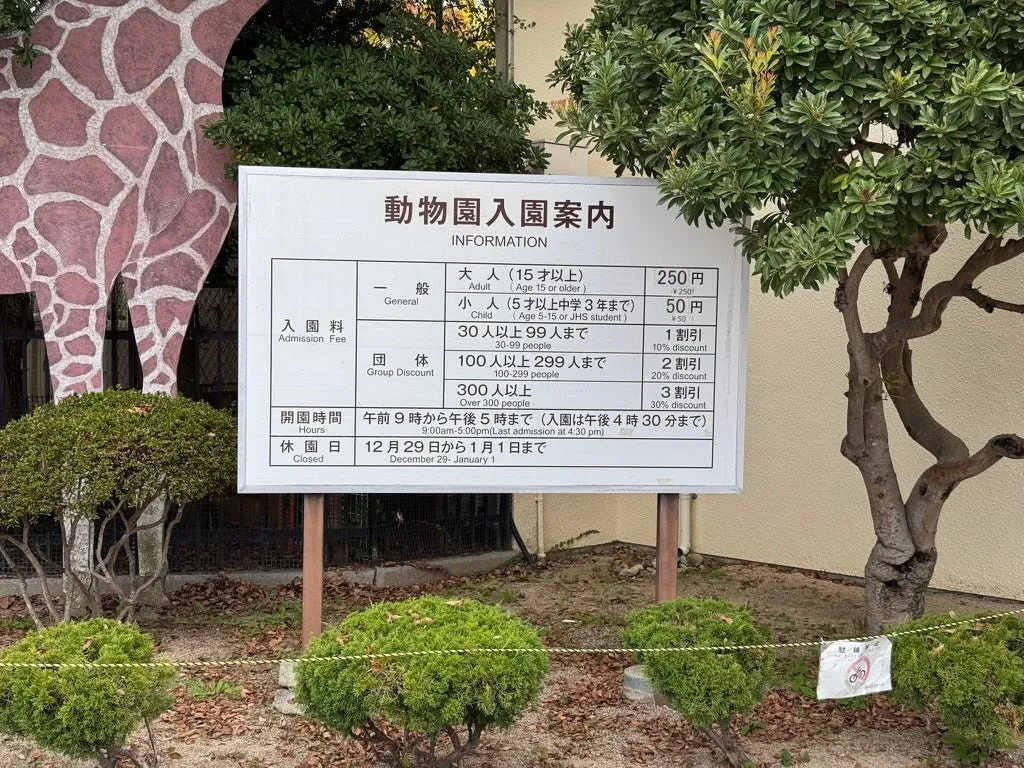 動物園入園案内
INFORMATION
入園料
Admission Fee
一般
General
大人（15才以上）
Adult （Age 15 or older）
250円
¥250
小人（5才以上中学3年まで）
Child （Age 5-15 or JHS student）
50円
¥50
団体
Group Discount
30人以上99人まで
30-99 people
1割引
10% discount
100人以上299人まで
100-299 people
2割引
20% discount
300人以上
Over 300 people
3割引
30% discount
開園時間
Hours
午前9時から午後5時まで（入園は午後4時30分まで）
9:00am-5:00pm(Last admission at 4:30 pm)
休園日
Closed
12月29日から1月1日まで
December 29- January 1